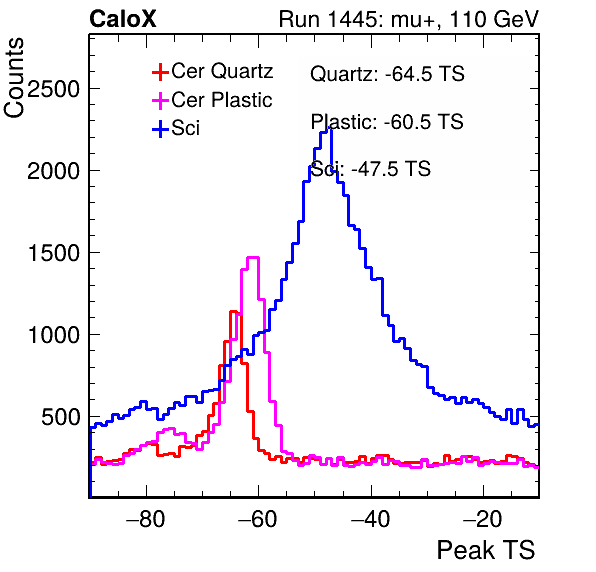 CaloX Run 1445: mu+, 110 GeV
Counts
Cer Quartz
Cer Plastic
Sci
Quartz: -64.5 TS
Plastic: -60.5 TS
Sci: -47.5 TS
2500
2000
1500
1000
500
−80 −60 −40 −20
Peak TS